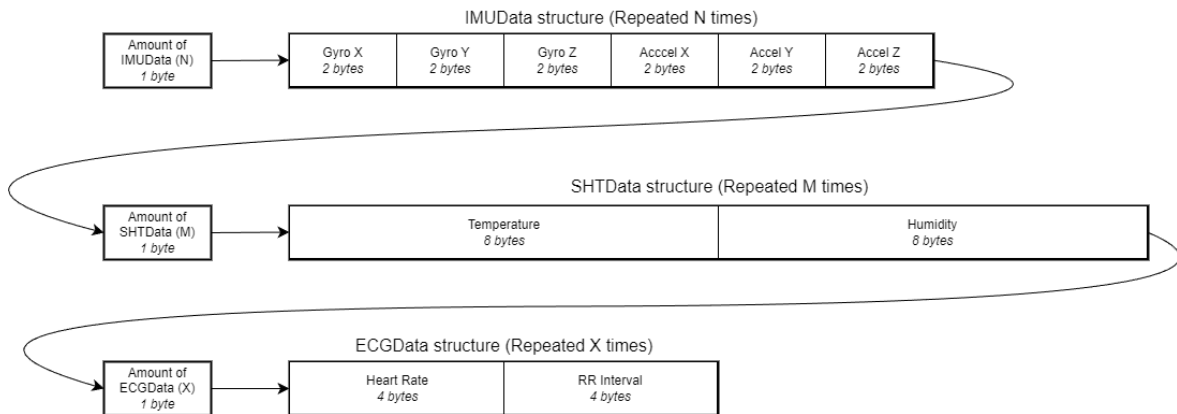 IMUData structure (Repeated N times)
Amount of
IMUData (N)
1 byte
Gyro X
2 bytes
Gyro Y
2 bytes
Gyro Z
2 bytes
Acccel X
2 bytes
Accel Y
2 bytes
Accel Z
2 bytes
SHTData structure (Repeated M times)
Amount of
SHTData (M)
1 byte
Temperature
8 bytes
Humidity
8 bytes
ECGData structure (Repeated X times)
Amount of
ECGData (X)
1 byte
Heart Rate
4 bytes
RR Interval
4 bytes